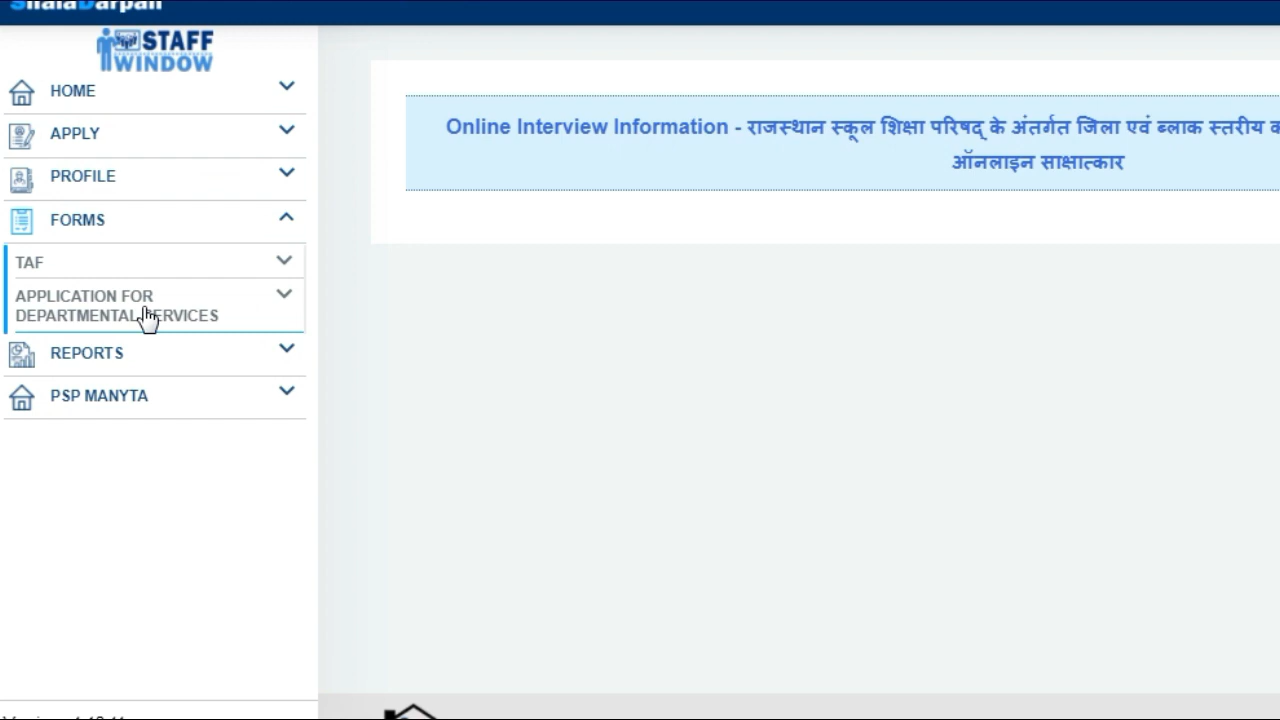 ShalaDarpan
STAFF
WINDOW
HOME
APPLY
PROFILE
FORMS
TAF
APPLICATION FOR
DEPARTMENTAL SERVICES
REPORTS
PSP MANYTA
Online Interview Information - राजस्थान स्कूल शिक्षा परिषद् के अंतर्गत जिला एवं ब्लाक स्तरीय
ऑनलाइन साक्षात्कार